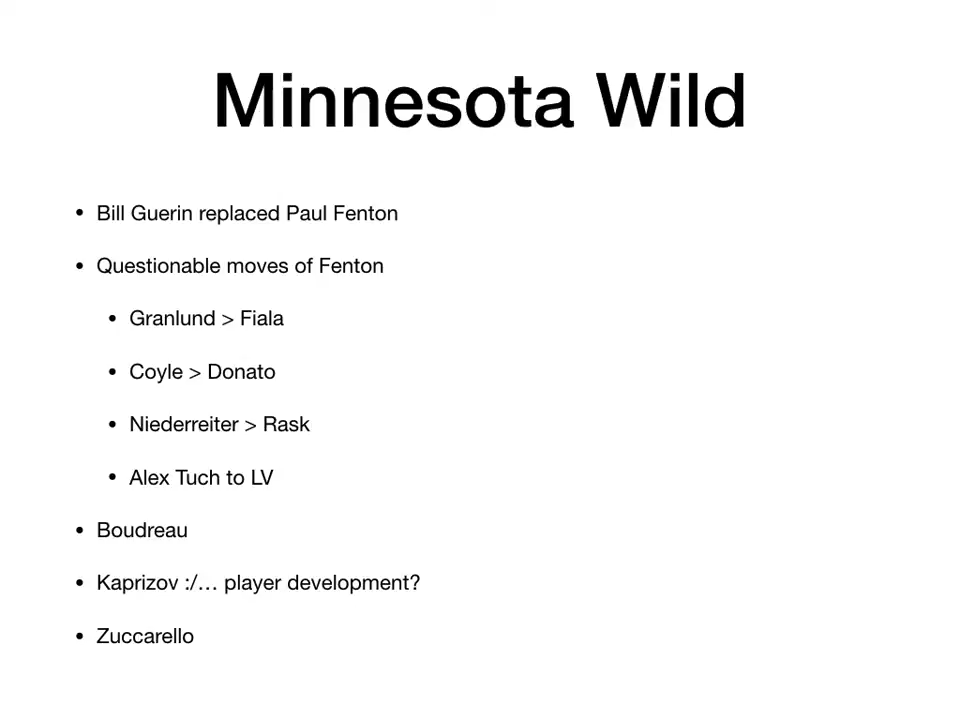 Minnesota Wild
• Bill Guerin replaced Paul Fenton
• Questionable moves of Fenton
• Granlund > Fiala
• Coyle > Donato
• Niederreiter > Rask
• Alex Tuch to LV
• Boudreau
• Kaprizov :/… player development?
• Zuccarello